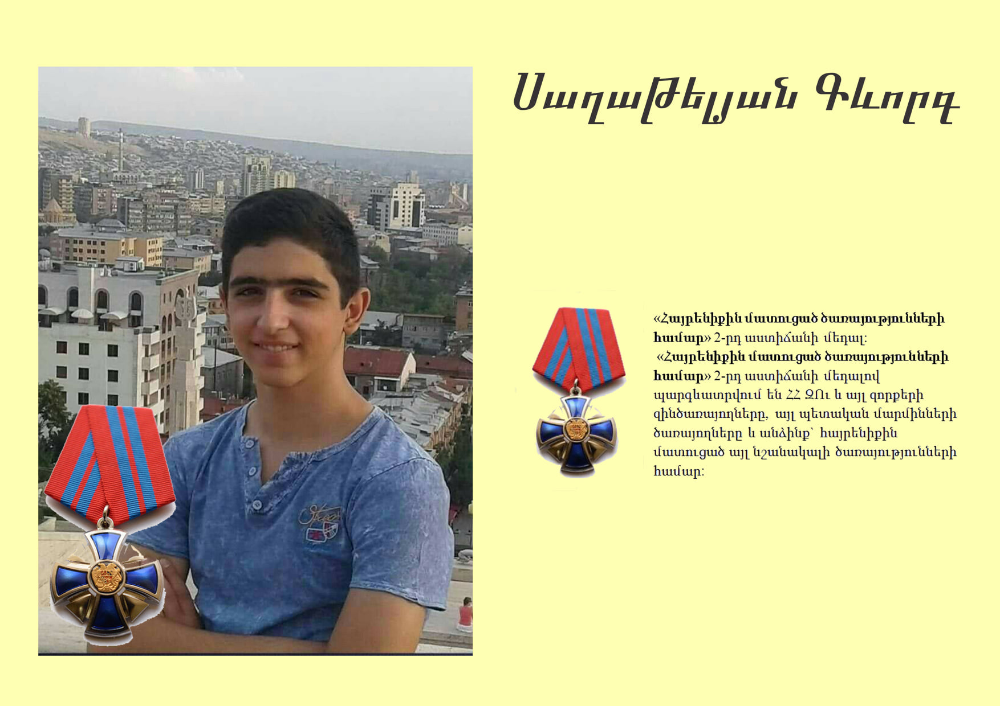 Սաղաթելյան Գևորգ
«Հայրենիքին մատուցած ծառայությունների
համար» 2-րդ աստիճանի մեդալ:
«Հայրենիքին մատուցած ծառայությունների
համար» 2-րդ աստիճանի մեդալով
պարգևատրվում են ՀՀ ԶՈւ և այլ զորքերի
զինծառայողները, այլ պետական մարմինների
ծառայողները և անձինք՝ հայրենիքին
մատուցած այլ նշանակալի ծառայությունների
համար: